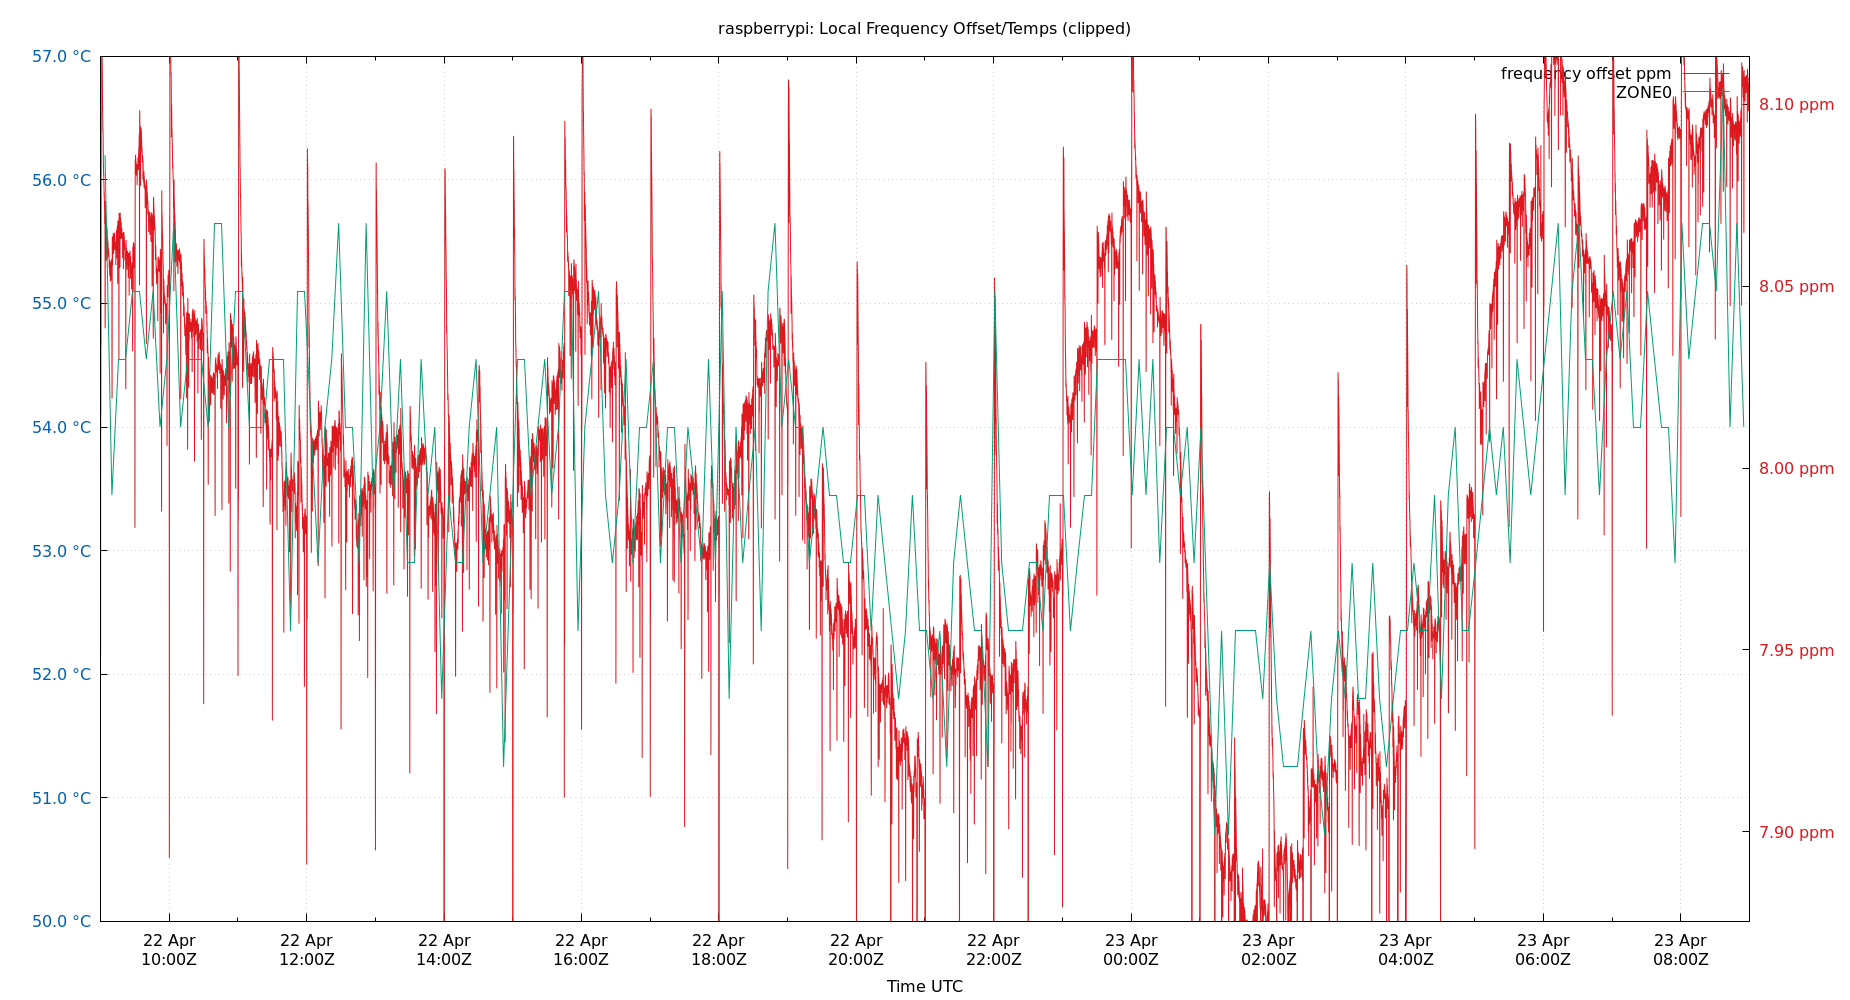 raspberrypi: Local Frequency Offset/Temps (clipped)
57.0 °C
56.0 °C
55.0 °C
54.0 °C
53.0 °C
52.0 °C
51.0 °C
50.0 °C
frequency offset ppm
ZONE0
8.10 ppm
8.05 ppm
8.00 ppm
7.95 ppm
7.90 ppm
22 Apr 22 Apr 22 Apr 22 Apr 22 Apr 22 Apr 22 Apr 23 Apr 23 Apr 23 Apr 23 Apr 23 Apr
10:00Z 12:00Z 14:00Z 16:00Z 18:00Z 20:00Z 22:00Z 00:00Z 02:00Z 04:00Z 06:00Z 08:00Z
Time UTC